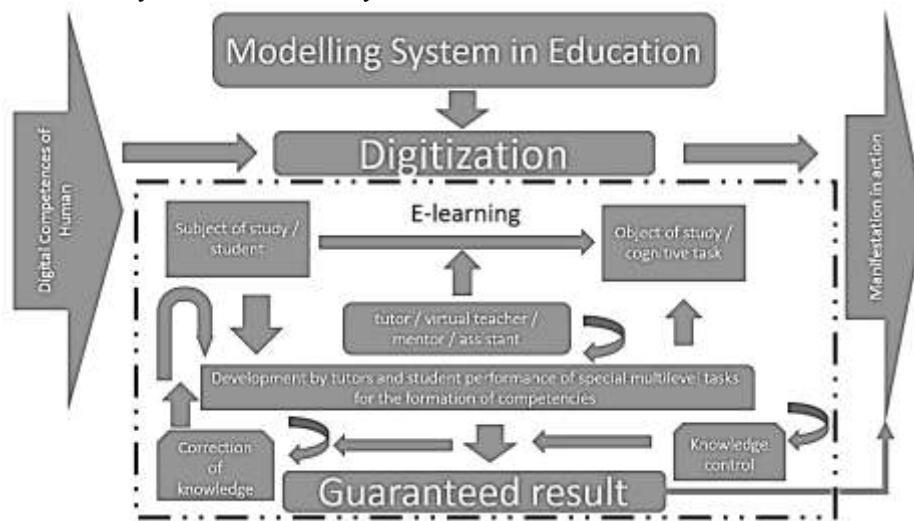 Modelling System in Education
Digitization
Digital Competences of
Human
Manifestation in action
E-learning
Subject of study /
student
Object of study /
cognitive task
tutor / virtual teacher /
mentor / assistant
Development by tutors and student performance of special multilevel tasks
for the formation of competencies
Correction
of
knowledge
Knowledge
control
Guaranteed result